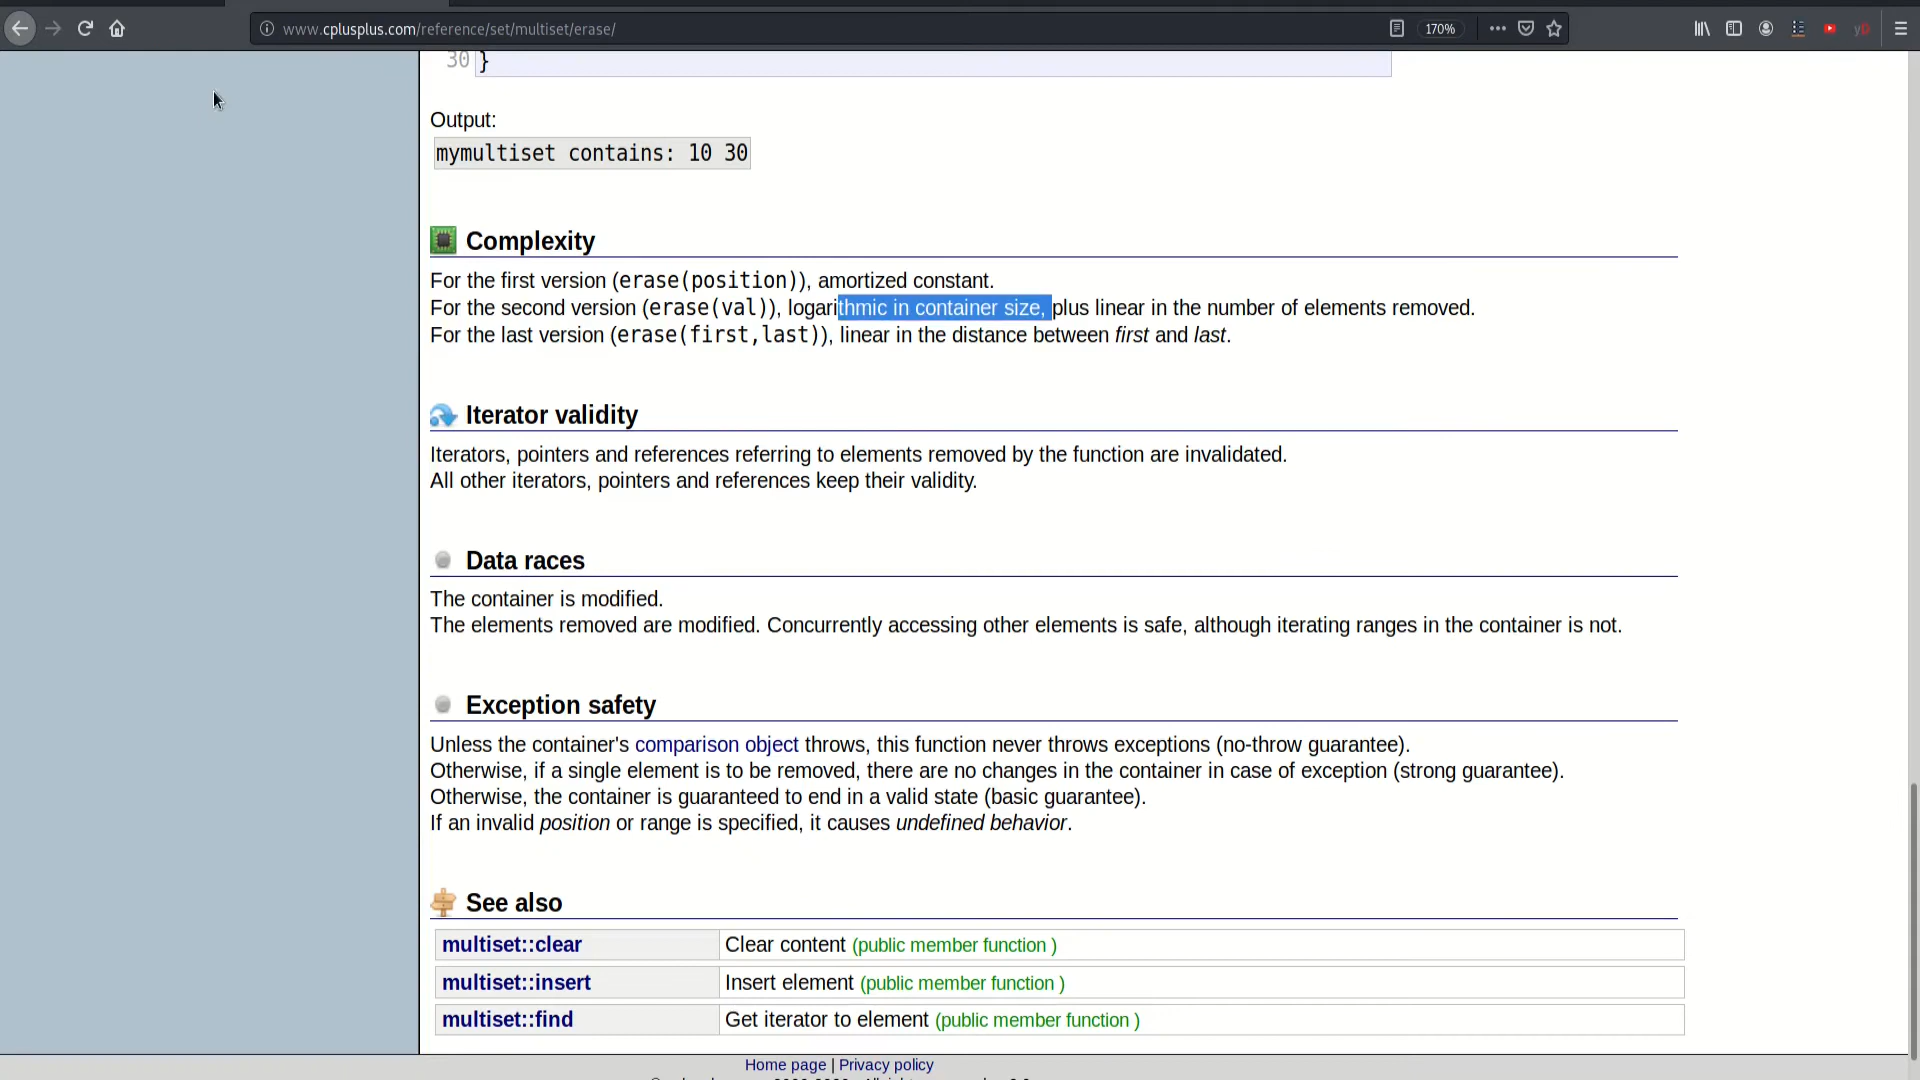 www.cplusplus.com/reference/set/multiset/erase/
170%
30 }
Output:
mymultiset contains: 10 30
Complexity
For the first version (erase(position)), amortized constant.
For the second version (erase(val)), logarithmic in container size, plus linear in the number of elements removed.
For the last version (erase(first,last)), linear in the distance between first and last.
Iterator validity
Iterators, pointers and references referring to elements removed by the function are invalidated.
All other iterators, pointers and references keep their validity.
Data races
The container is modified.
The elements removed are modified. Concurrently accessing other elements is safe, although iterating ranges in the container is not.
Exception safety
Unless the container's comparison object throws, this function never throws exceptions (no-throw guarantee).
Otherwise, if a single element is to be removed, there are no changes in the container in case of exception (strong guarantee).
Otherwise, the container is guaranteed to end in a valid state (basic guarantee).
If an invalid position or range is specified, it causes undefined behavior.
See also
multiset::clear Clear content (public member function )
multiset::insert Insert element (public member function )
multiset::find Get iterator to element (public member function )
Home page | Privacy policy